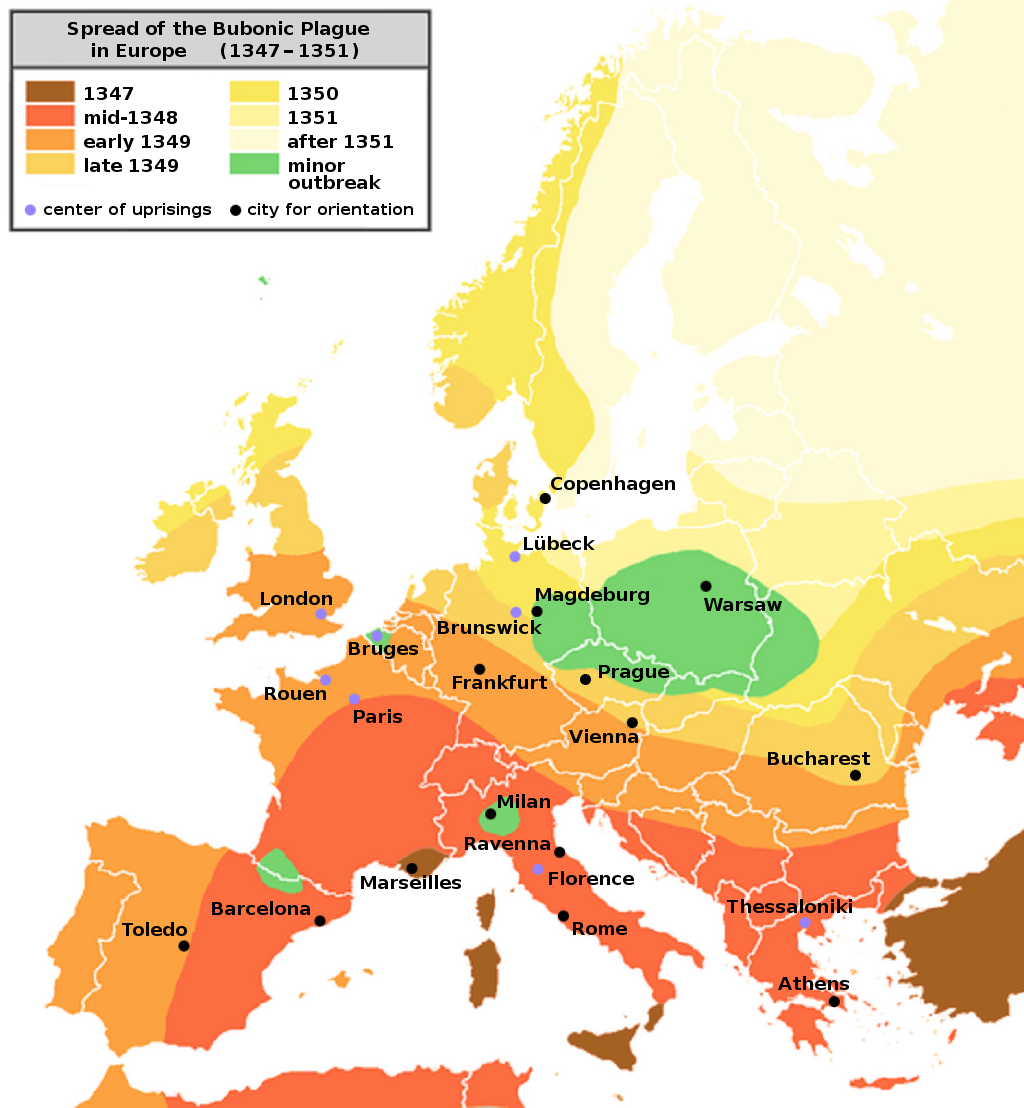 Spread of the Bubonic Plague
in Europe (1347–1351)
1347
mid-1348
early 1349
late 1349
1350
1351
after 1351
minor
outbreak
center of uprisings
city for orientation
Copenhagen
Lübeck
Magdeburg
Warsaw
London
Brunswick
Bruges
Prague
Frankfurt
Rouen
Paris
Vienna
Bucharest
Milan
Ravenna
Marseilles
Florence
Barcelona
Thessaloniki
Toledo
Rome
Athens